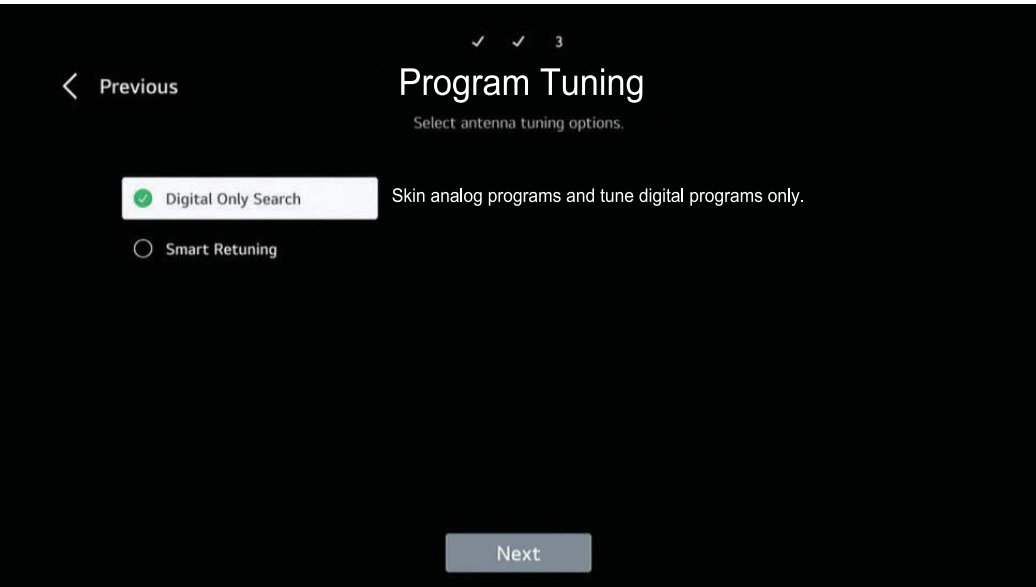 ✓ ✓ 3
Previous
Program Tuning
Select antenna tuning options.
Digital Only Search
Skin analog programs and tune digital programs only.
Smart Retuning
Next